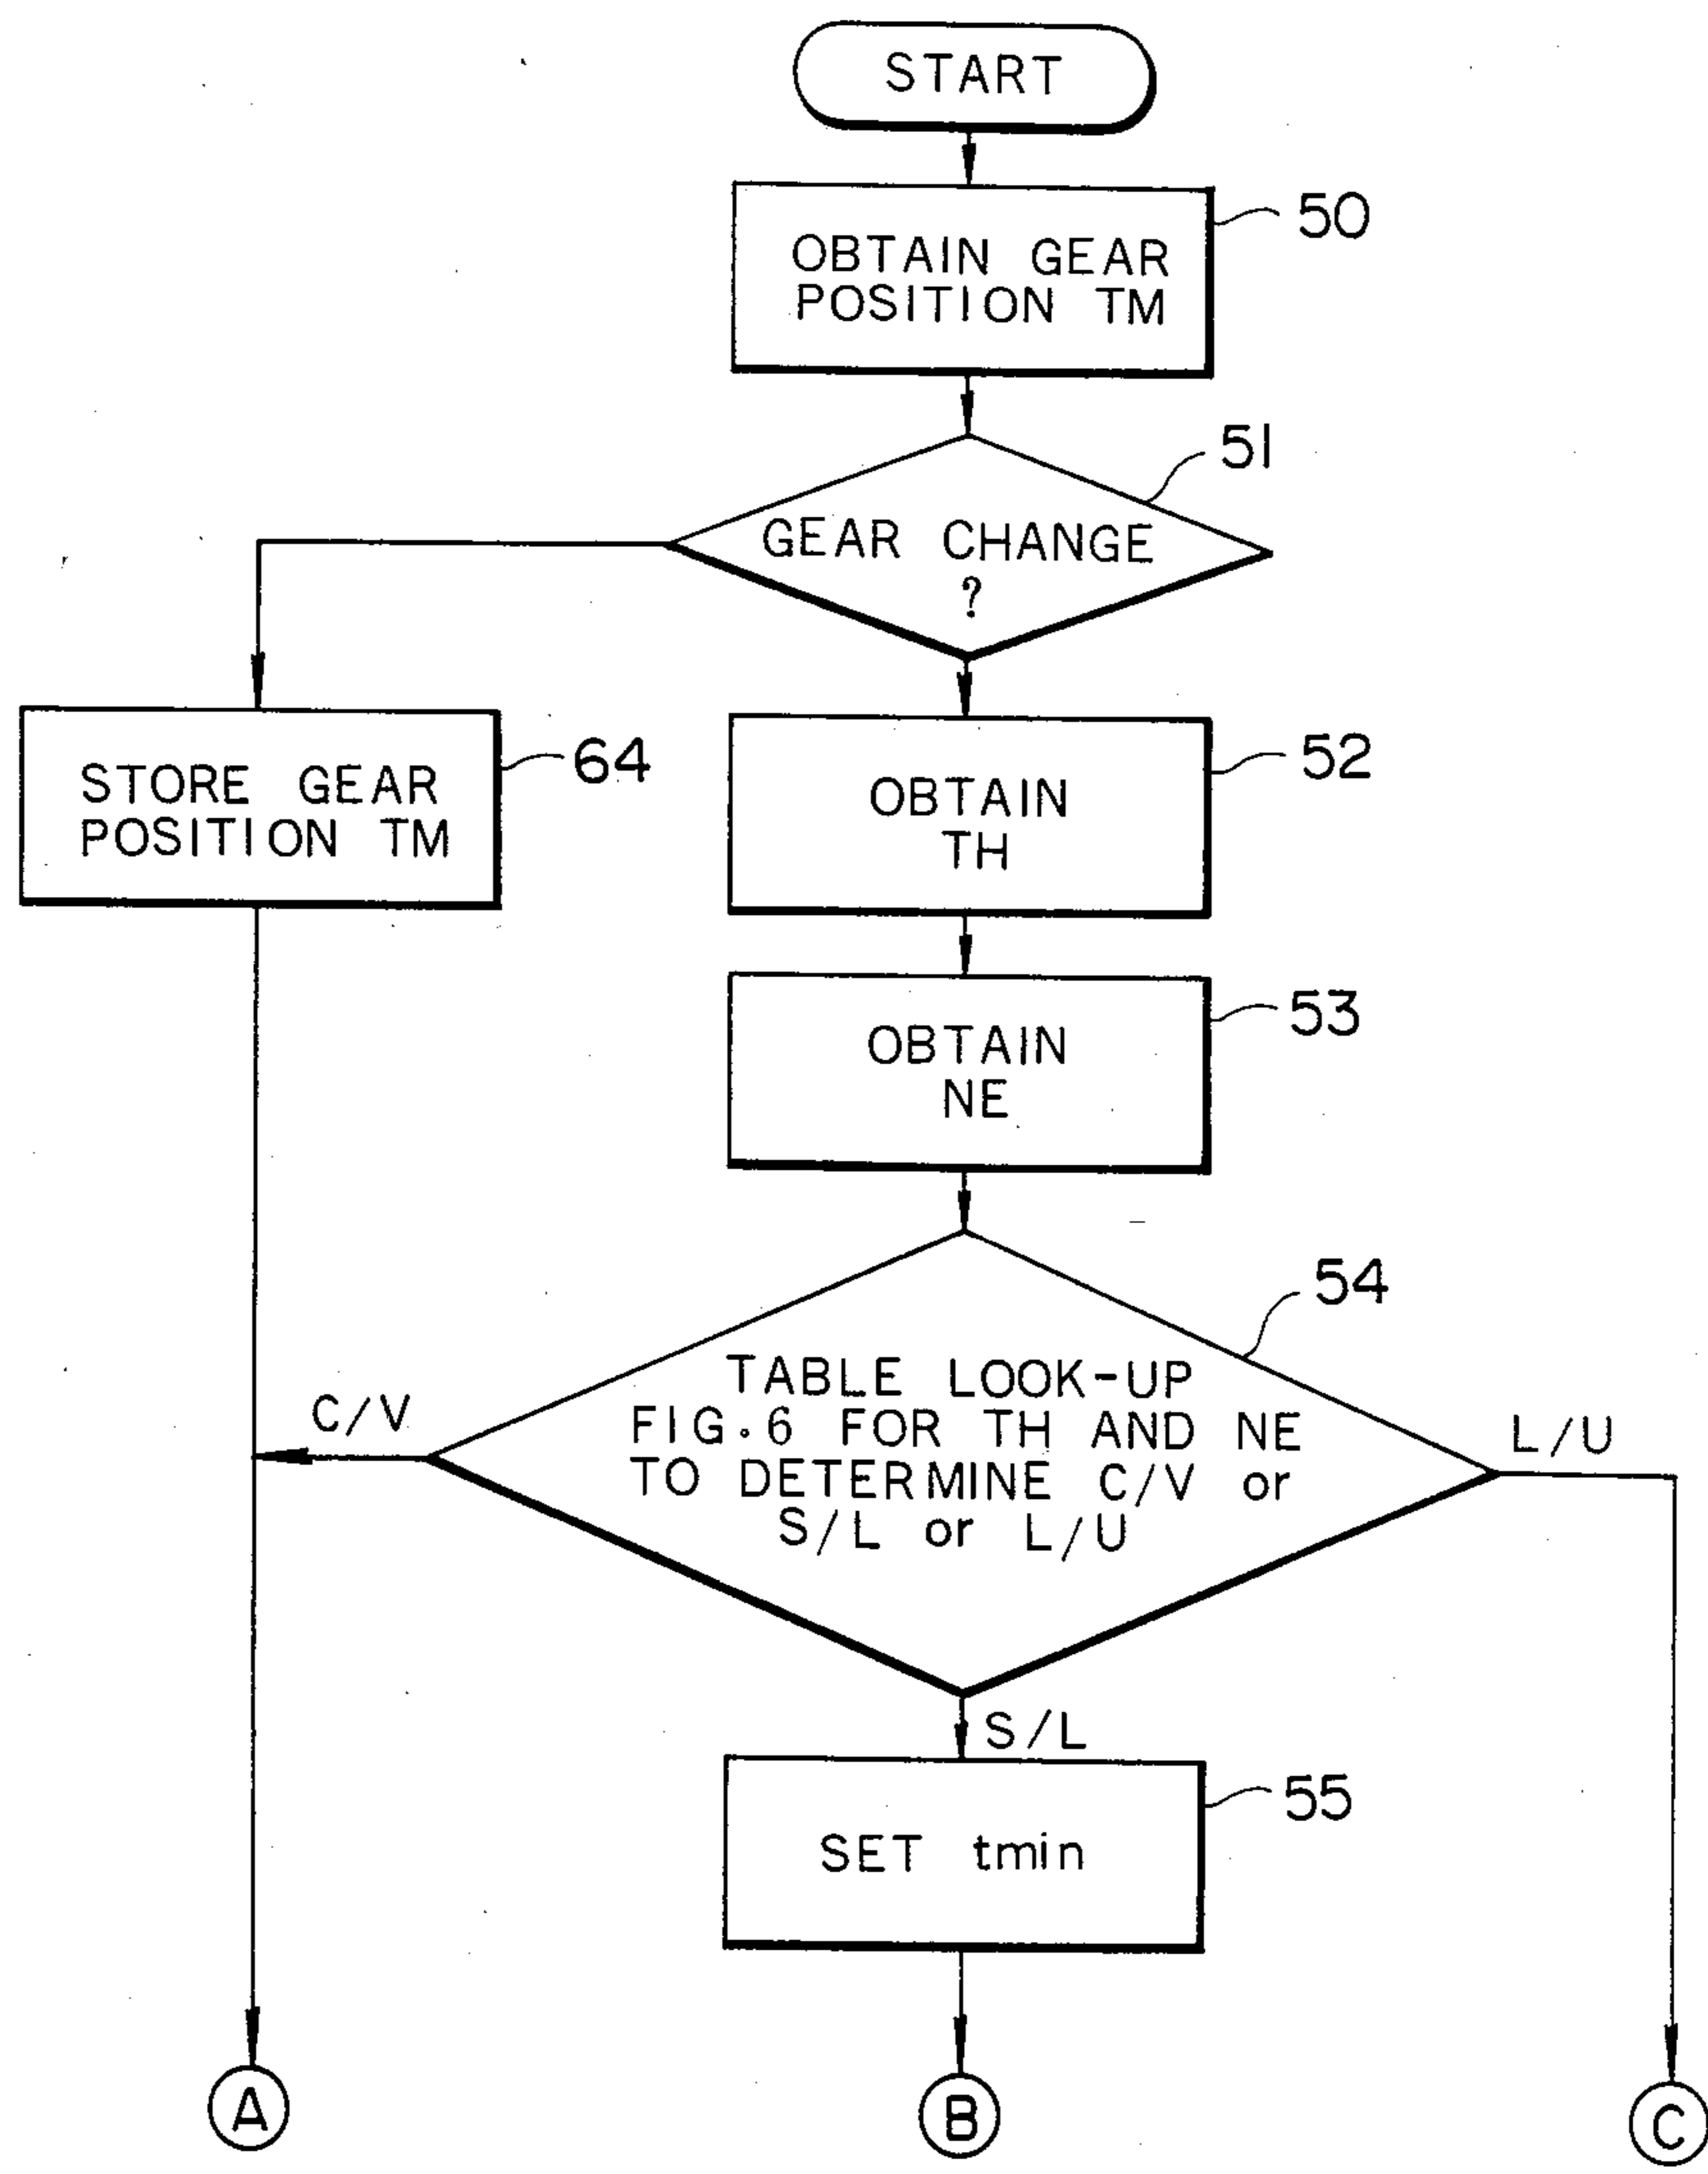 START
50
OBTAIN GEAR
POSITION TM
51
GEAR CHANGE
?
64
STORE GEAR
POSITION TM
52
OBTAIN
TH
53
OBTAIN
NE
54
TABLE LOOK-UP
FIG.6 FOR TH AND NE
TO DETERMINE C/V or
S/L or L/U
C/V
L/U
S/L
55
SET tmin
A
B
C